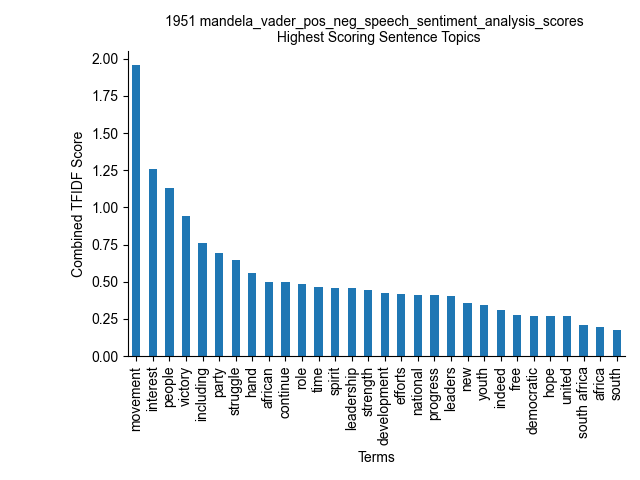 1951 mandela_vader_pos_neg_speech_sentiment_analysis_scores
Highest Scoring Sentence Topics
2.00
1.75
1.50
1.25
1.00
0.75
0.50
0.25
0.00
Combined TFIDF Score
movement
interest
people
victory
including
party
struggle
hand
african
continue
role
time
spirit
leadership
strength
development
efforts
national
progress
leaders
new
youth
indeed
free
democratic
hope
united
south africa
africa
south
Terms